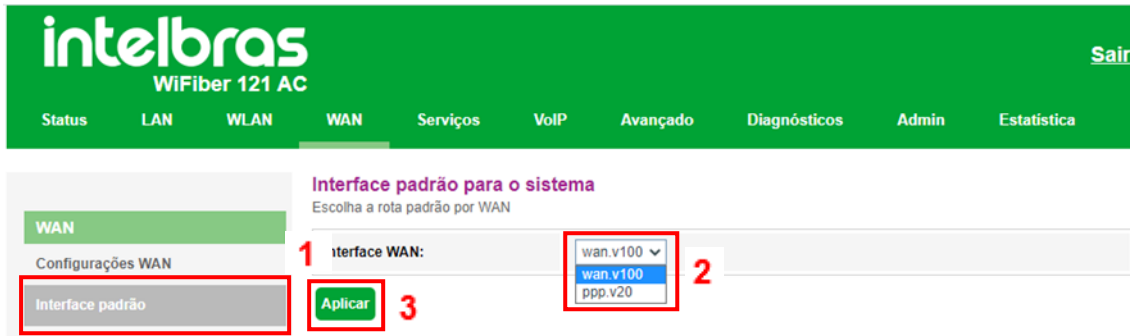 intelbras
WiFiber 121 AC
Sair
Status LAN WLAN WAN Serviços VoIP Avançado Diagnósticos Admin Estatística
Interface padrão para o sistema
Escolha a rota padrão por WAN
WAN
1 nterface WAN: wan.v100
Configurações WAN
wan.v100 2
ppp.v20
Interface padrão Aplicar 3